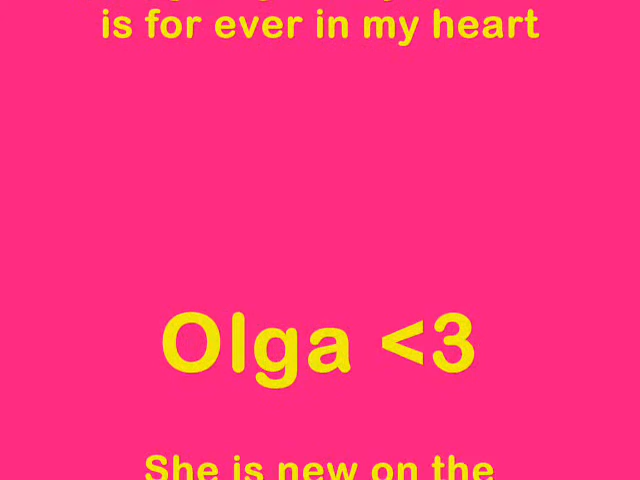 is for ever in my heart
Olga <3
She is new on the